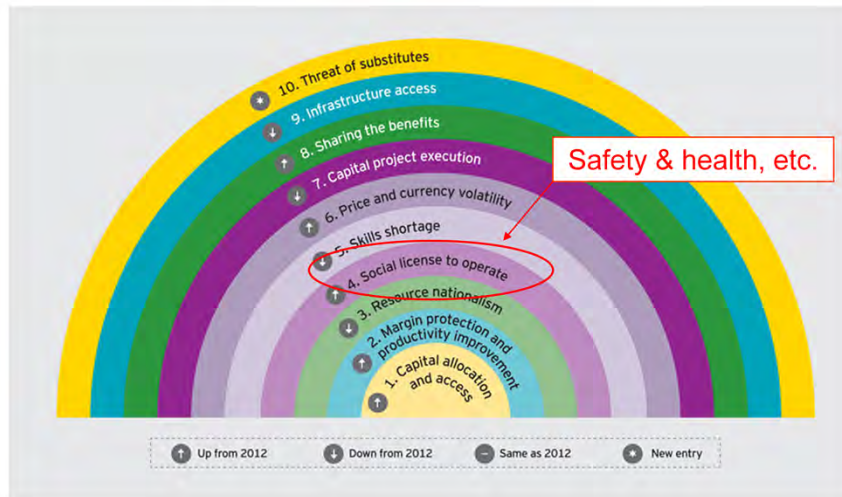 10. Threat of substitutes
9. Infrastructure access
8. Sharing the benefits
7. Capital project execution
Safety & health, etc.
6. Price and currency volatility
5. Skills shortage
4. Social license to operate
3. Resource nationalism
2. Margin protection and
productivity improvement
1. Capital allocation
and access
Up from 2012
Down from 2012
Same as 2012
New entry